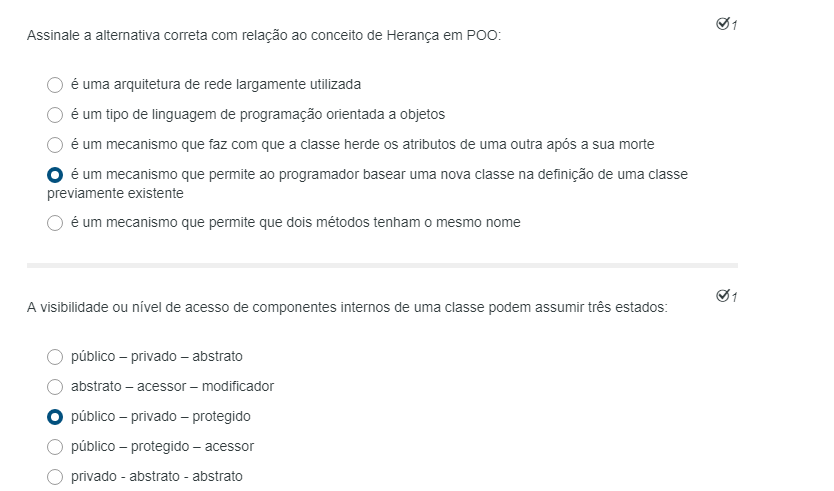 Assinale a alternativa correta com relação ao conceito de Herança em POO:
1
é uma arquitetura de rede largamente utilizada
é um tipo de linguagem de programação orientada a objetos
é um mecanismo que faz com que a classe herde os atributos de uma outra após a sua morte
é um mecanismo que permite ao programador basear uma nova classe na definição de uma classe
previamente existente
é um mecanismo que permite que dois métodos tenham o mesmo nome
A visibilidade ou nível de acesso de componentes internos de uma classe podem assumir três estados:
1
público – privado – abstrato
abstrato – acessor – modificador
público – privado – protegido
público – protegido – acessor
privado - abstrato - abstrato